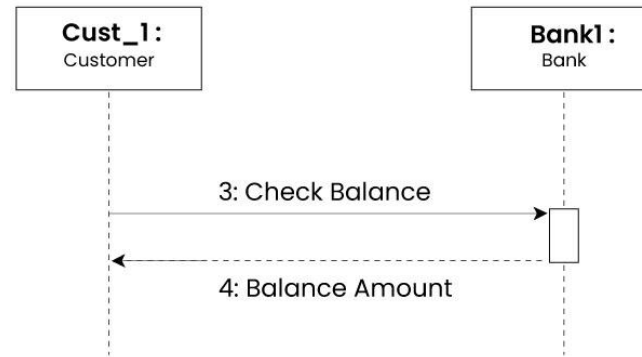 Cust_1:
Customer
Bank1:
Bank
3: Check Balance
4: Balance Amount